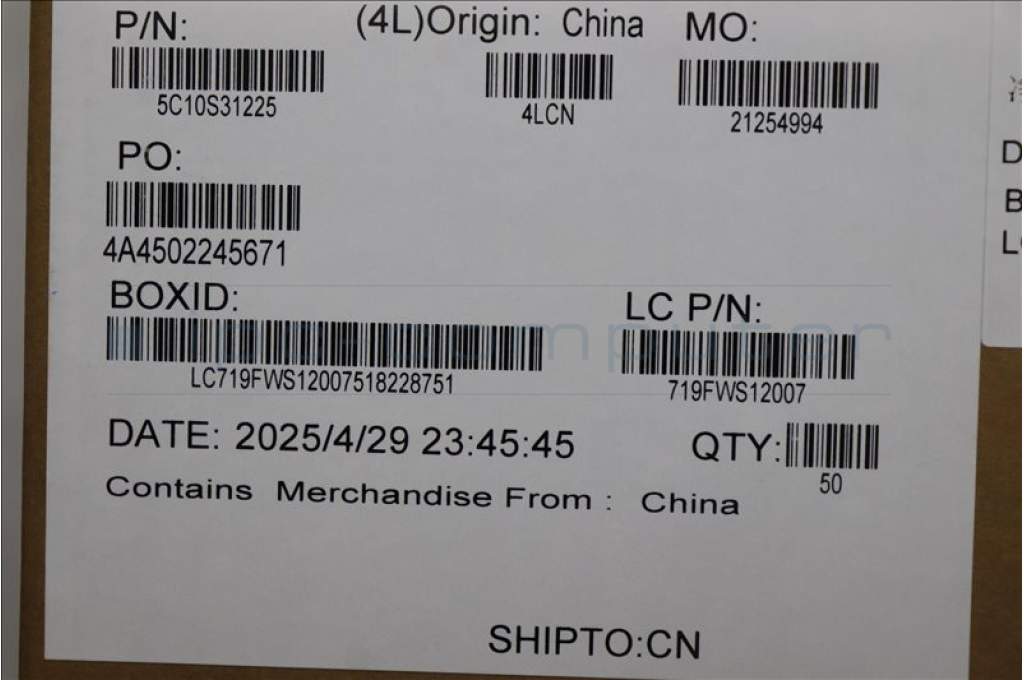 P/N: (4L)Origin: China MO:
5C10S31225 4LCN 21254994
PO:
4A4502245671
BOXID: LC P/N:
LC719FWS12007518228751 719FWS12007
DATE: 2025/4/29 23:45:45 QTY:
50
Contains Merchandise From : China
SHIPTO:CN
D
B